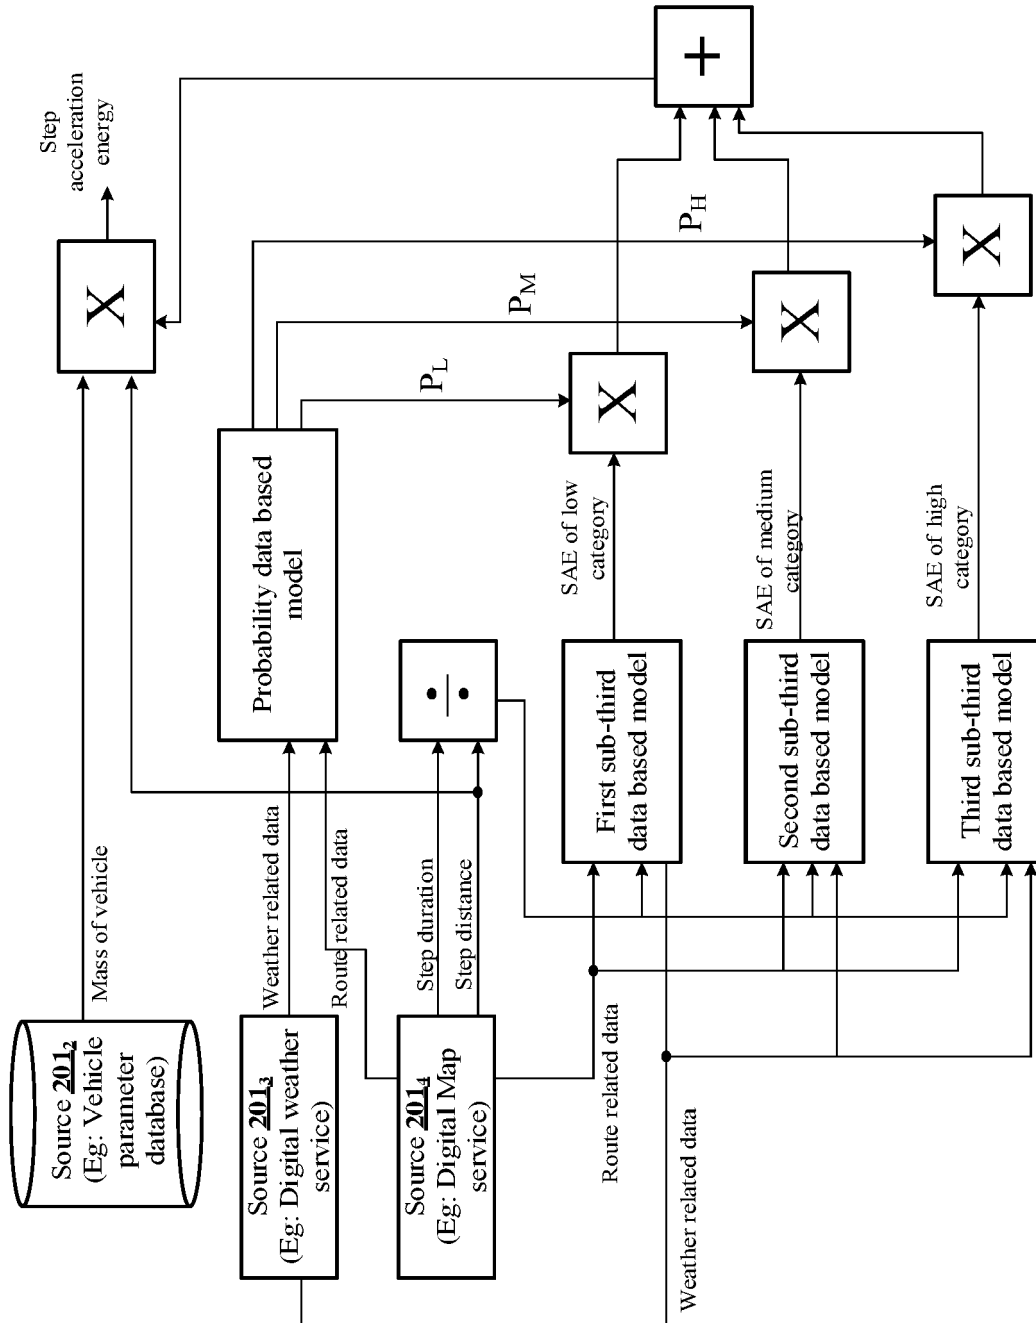 Source 201₂
(Eg: Vehicle
parameter
database)
Mass of vehicle
X
Step
acceleration
energy
Source 201₃
(Eg: Digital weather
service)
Weather related data
Route related data
Probability data based
model
P_L
P_M
P_H
Source 201₄
(Eg: Digital Map
service)
Step duration
Step distance
÷
Route related data
First sub-third
data based model
SAE of low
category
X
+
Weather related data
Second sub-third
data based model
SAE of medium
category
X
Third sub-third
data based model
SAE of high
category
X